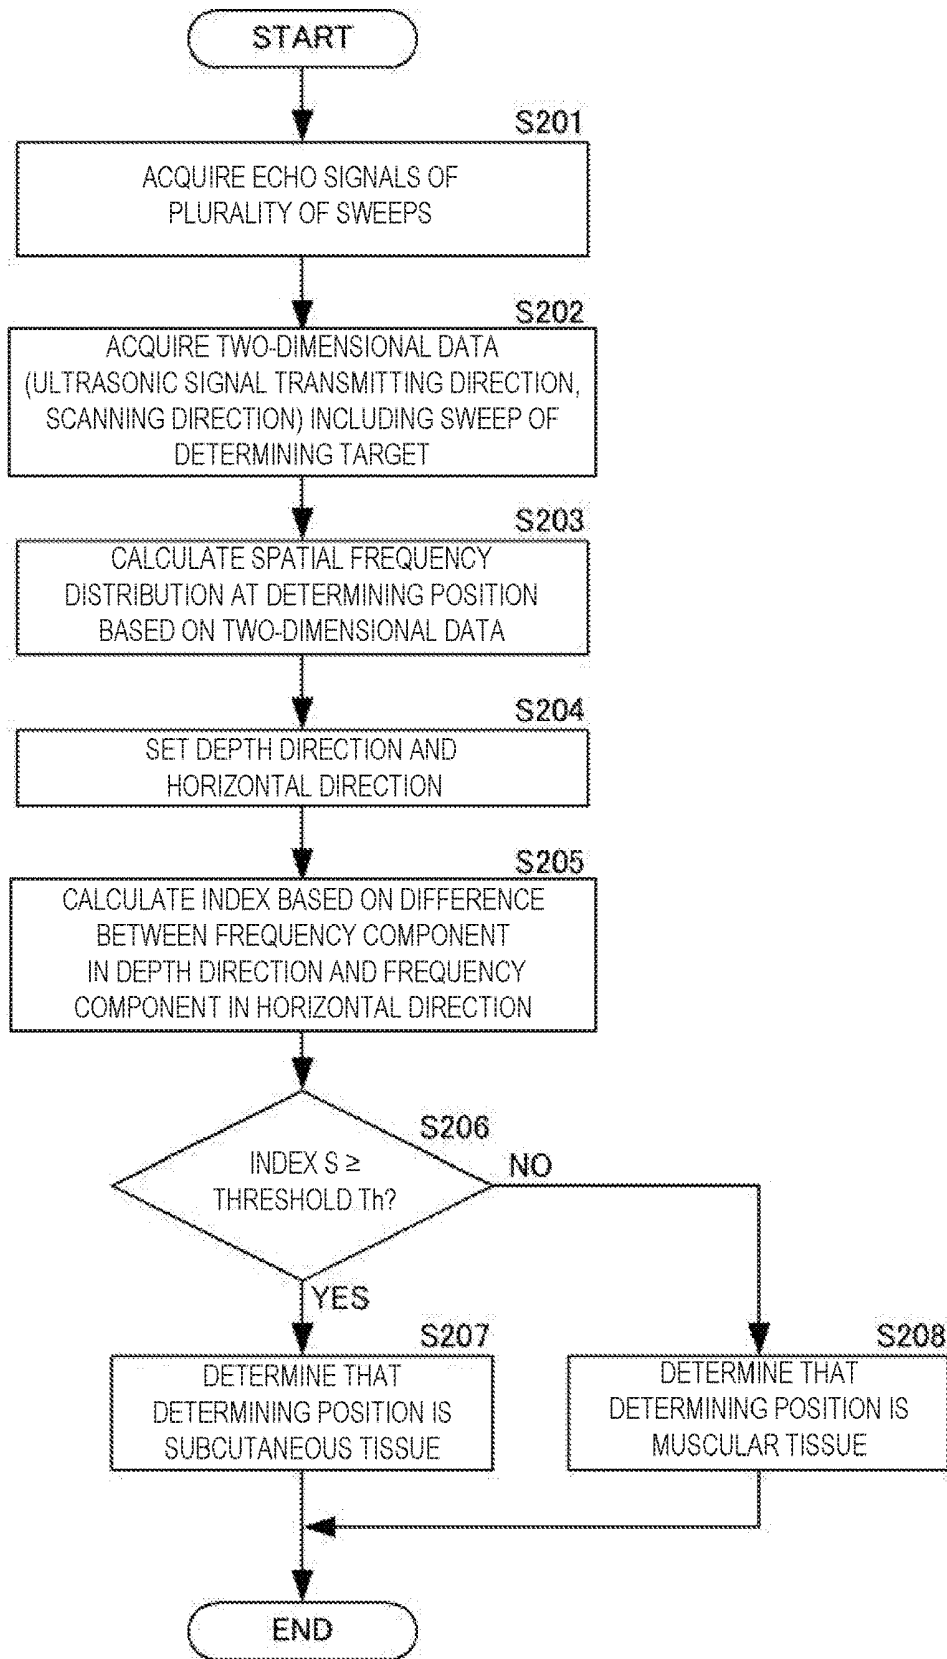 START
S201
ACQUIRE ECHO SIGNALS OF
PLURALITY OF SWEEPS
S202
ACQUIRE TWO-DIMENSIONAL DATA
(ULTRASONIC SIGNAL TRANSMITTING DIRECTION,
SCANNING DIRECTION) INCLUDING SWEEP OF
DETERMINING TARGET
S203
CALCULATE SPATIAL FREQUENCY
DISTRIBUTION AT DETERMINING POSITION
BASED ON TWO-DIMENSIONAL DATA
S204
SET DEPTH DIRECTION AND
HORIZONTAL DIRECTION
S205
CALCULATE INDEX BASED ON DIFFERENCE
BETWEEN FREQUENCY COMPONENT
IN DEPTH DIRECTION AND FREQUENCY
COMPONENT IN HORIZONTAL DIRECTION
S206
INDEX S ≥
THRESHOLD Th?
NO
YES
S207
DETERMINE THAT
DETERMINING POSITION IS
SUBCUTANEOUS TISSUE
S208
DETERMINE THAT
DETERMINING POSITION IS
MUSCULAR TISSUE
END